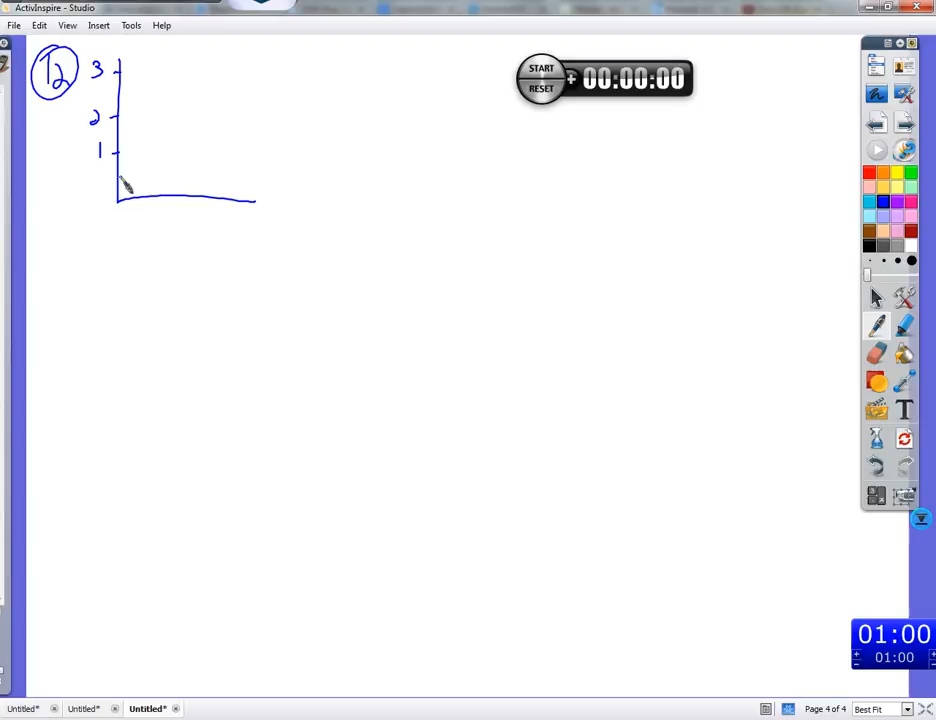 ActivInspire - Studio
File Edit View Insert Tools Help
12
3
2
1
START
RESET
+ 00:00:00
01:00
+ 01:00 +
Untitled* Untitled* Untitled* Page 4 of 4 Best Fit